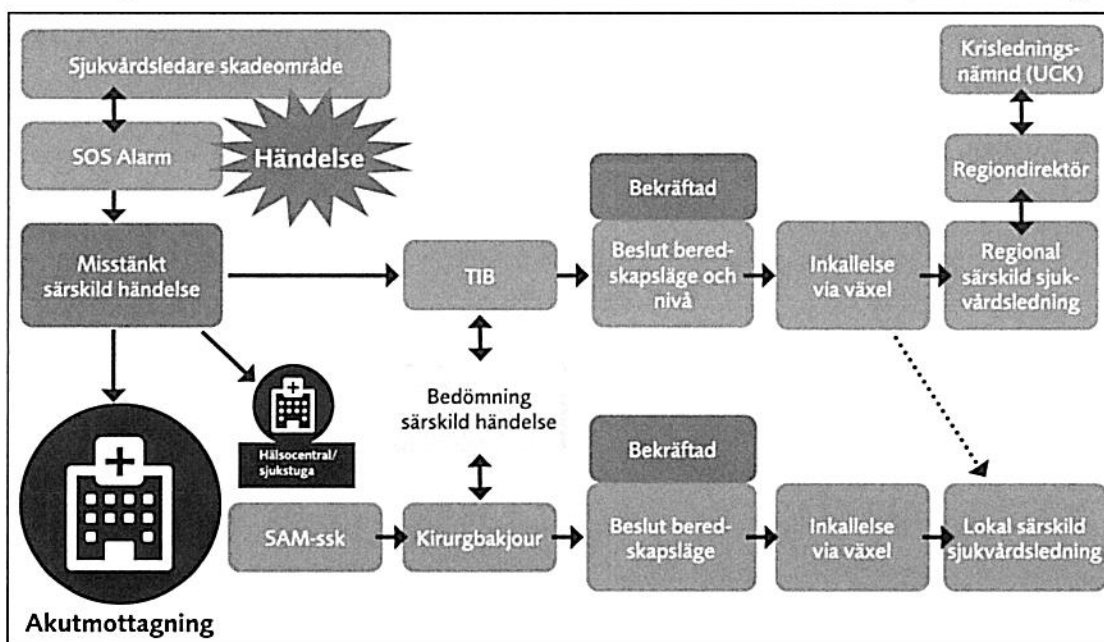 Sjukvårdsledare skadeområde
SOS Alarm
Händelse
Misstänkt
särskild händelse
TIB
Bekräftad
Beslut bered-
skapsläge och
nivå
Inkallelse
via växel
Krislednings-
nämnd (UCK)
Regiondirektör
Regional
särskild sjuk-
vårdsledning
Bedömning
särskild händelse
Hälsocentral/
sjukstuga
Akutmottagning
SAM-ssk
Kirurgbakjour
Bekräftad
Beslut bered-
skapsläge
Inkallelse
via växel
Lokal särskild
sjukvårdsledning